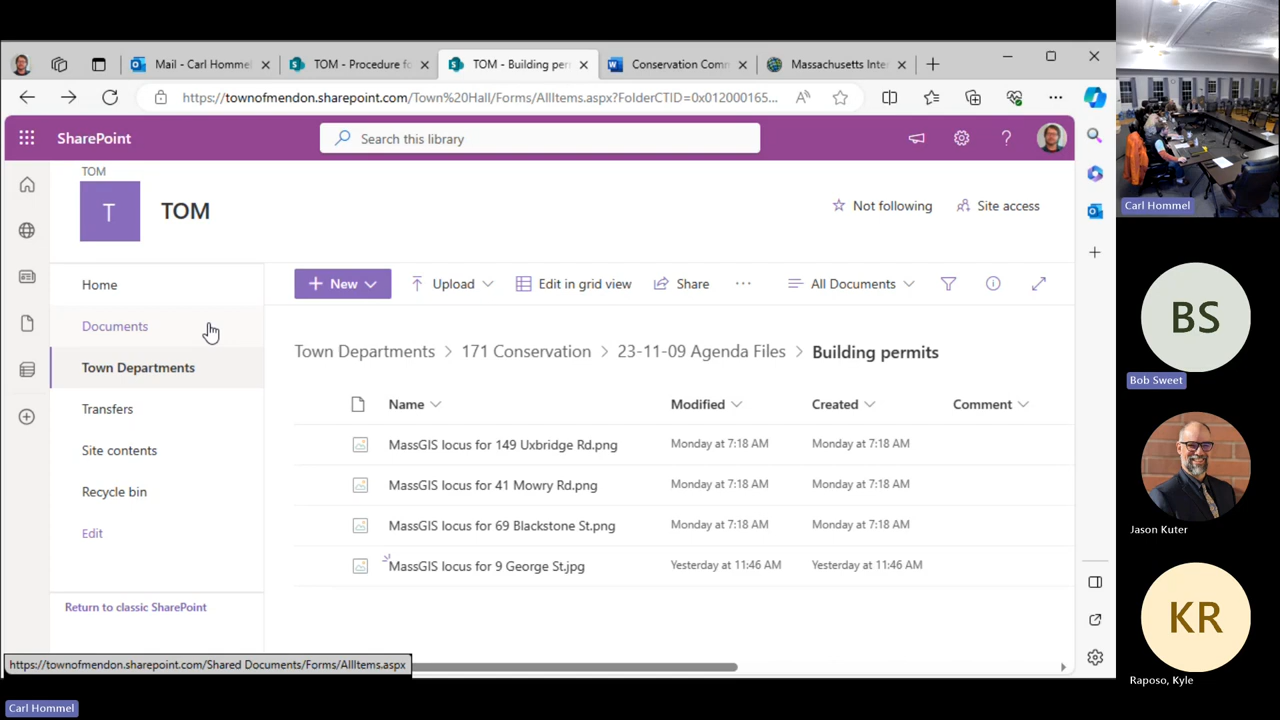 Mail - Carl Hommel
TOM - Procedure fo
TOM - Building per
Conservation Comm
Massachusetts Inte
https://townofmendon.sharepoint.com/Town%20Hall/Forms/AllItems.aspx?FolderCTID=0x012000165...
SharePoint
Search this library
TOM
T
TOM
Not following
Site access
Home
Documents
Town Departments
Transfers
Site contents
Recycle bin
Edit
Return to classic SharePoint
+ New
Upload
Edit in grid view
Share
...
All Documents
Town Departments > 171 Conservation > 23-11-09 Agenda Files > Building permits
Name Modified Created Comment
MassGIS locus for 149 Uxbridge Rd.png Monday at 7:18 AM Monday at 7:18 AM
MassGIS locus for 41 Mowry Rd.png Monday at 7:18 AM Monday at 7:18 AM
MassGIS locus for 69 Blackstone St.png Monday at 7:18 AM Monday at 7:18 AM
MassGIS locus for 9 George St.jpg Yesterday at 11:46 AM Yesterday at 11:46 AM
https://townofmendon.sharepoint.com/Shared Documents/Forms/AllItems.aspx
Carl Hommel
Carl Hommel
BS
Bob Sweet
Jason Kuter
KR
Raposo, Kyle